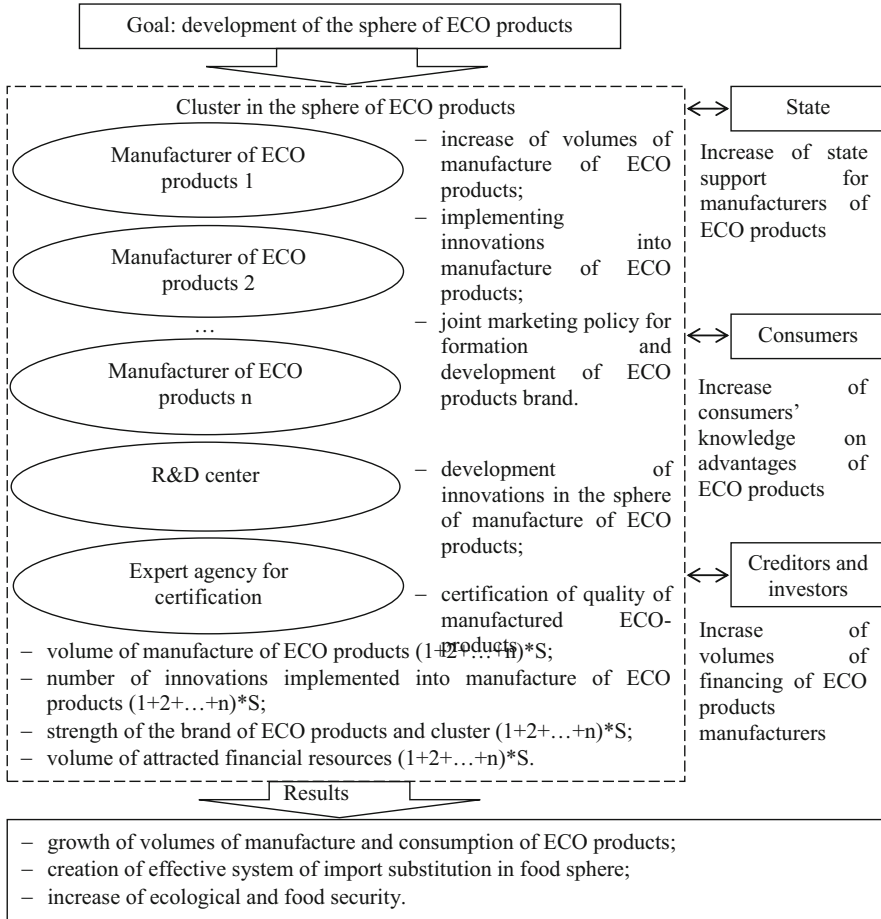 Goal: development of the sphere of ECO products
Cluster in the sphere of ECO products
Manufacturer of ECO
products 1
Manufacturer of ECO
products 2
…
Manufacturer of ECO
products n
R&D center
Expert agency for
certification
– increase of volumes of
manufacture of ECO
products;
– implementing
innovations into
manufacture of ECO
products;
– joint marketing policy for
formation and
development of ECO
products brand.
– development of
innovations in the sphere
of manufacture of ECO
products;
– certification of quality of
manufactured ECO-
products
– volume of manufacture of ECO products (1+2+…+n)*S;
– number of innovations implemented into manufacture of ECO
products (1+2+…+n)*S;
– strength of the brand of ECO products and cluster (1+2+…+n)*S;
– volume of attracted financial resources (1+2+…+n)*S.
State
Increase of state
support for
manufacturers of
ECO products
Consumers
Increase of
consumers’
knowledge on
advantages of
ECO products
Creditors and
investors
Incrase of
volumes of
financing of ECO
products
manufacturers
Results
– growth of volumes of manufacture and consumption of ECO products;
– creation of effective system of import substitution in food sphere;
– increase of ecological and food security.